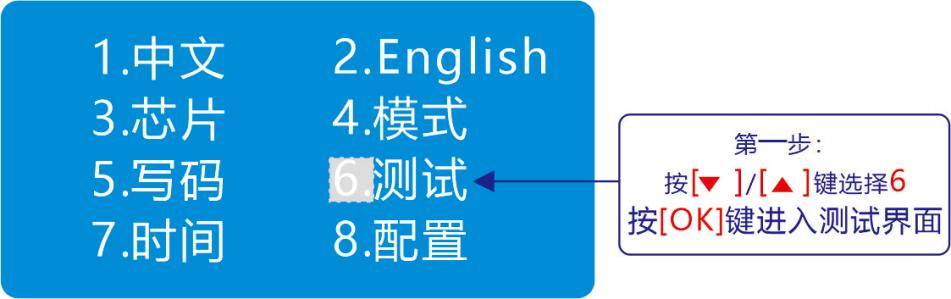 1.中文 2.English
3.芯片 4.模式
5.写码 6.测试
7.时间 8.配置
第一步：
按[▼ ]/[▲ ]键选择6
按[OK]键进入测试界面